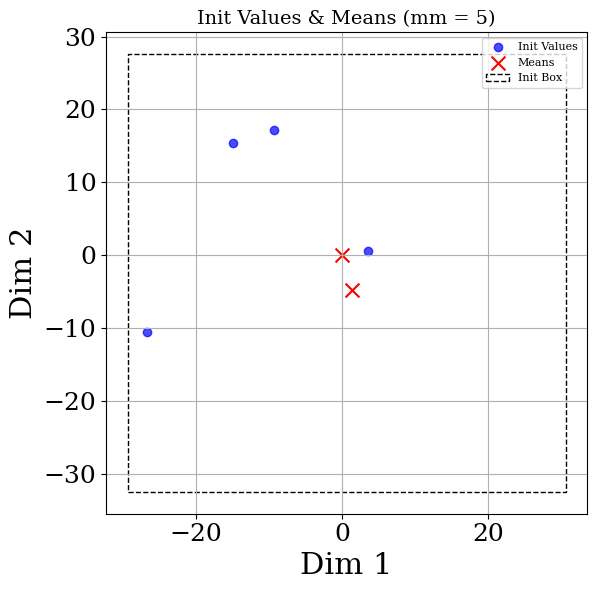 Init Values & Means (mm = 5)
Init Values
Means
Init Box
Dim 2
30
20
10
0
−10
−20
−30
−20
0
20
Dim 1